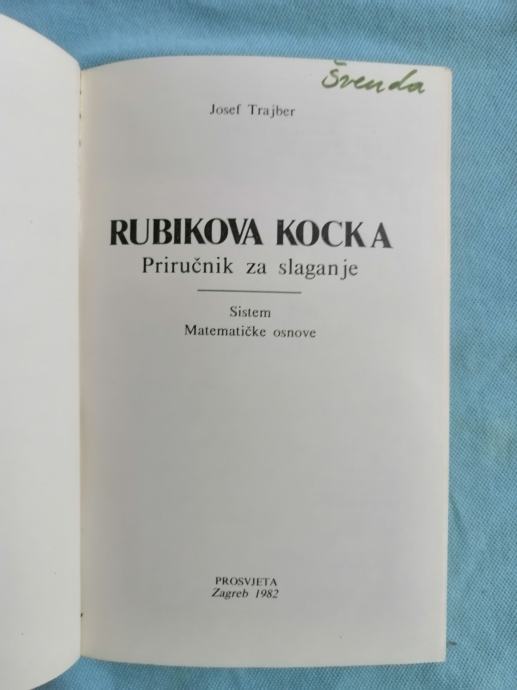 Švenda
Josef Trajber
RUBIKOVA KOCKA
Priručnik za slaganje
Sistem
Matematičke osnove
PROSVJETA
Zagreb 1982